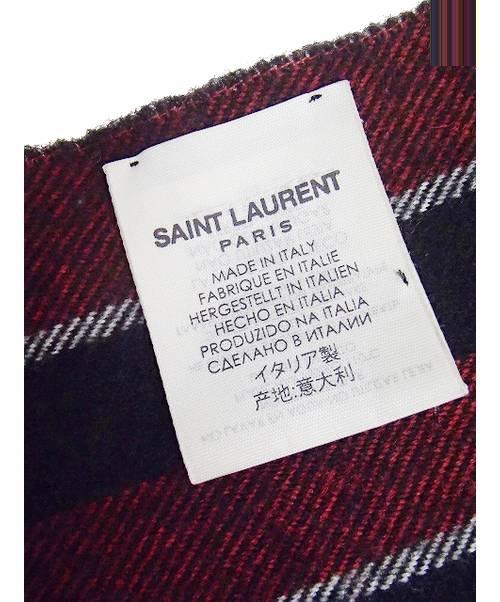 SAINT LAURENT
PARIS
MADE IN ITALY
FABRIQUE EN ITALIE
HERGESTELLT IN ITALIEN
HECHO EN ITALIA
PRODUZIDO NA ITALIA
СДЕЛАНО В ИТАЛИИ
イタリア製
产地:意大利